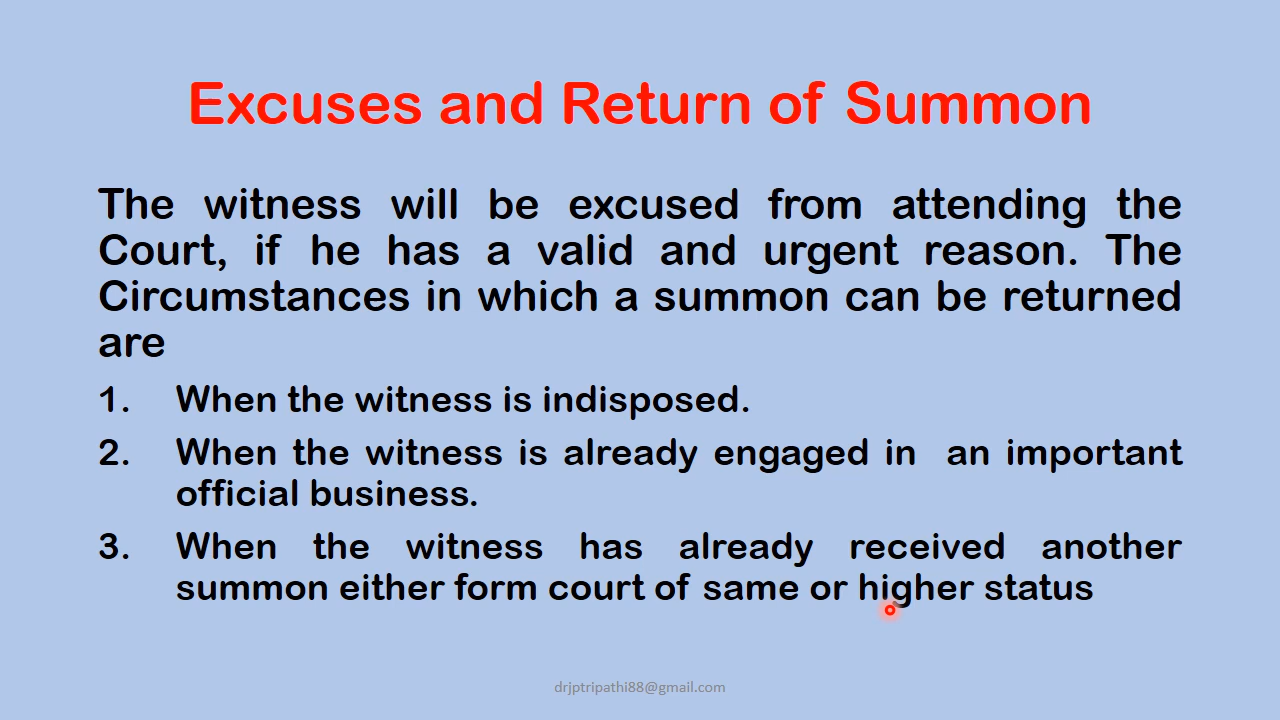 Excuses and Return of Summon
The witness will be excused from attending the
Court, if he has a valid and urgent reason. The
Circumstances in which a summon can be returned
are
1. When the witness is indisposed.
2. When the witness is already engaged in an important
official business.
3. When the witness has already received another
summon either form court of same or higher status
drjptripathi88@gmail.com